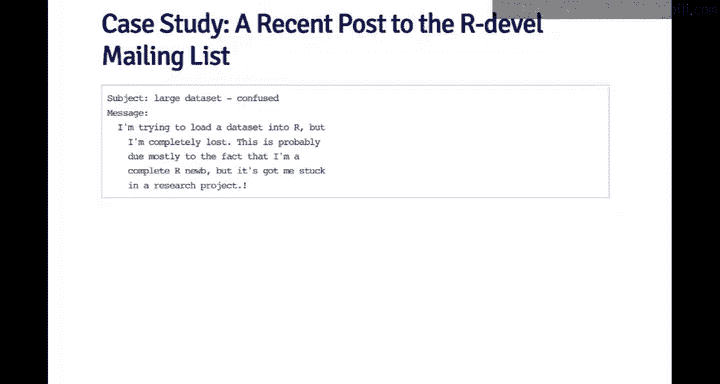 Case Study: A Recent Post to the R-devel
Mailing List
Subject: large dataset - confused
Message:
I'm trying to load a dataset into R, but
I'm completely lost. This is probably
due mostly to the fact that I'm a
complete R newb, but it's got me stuck
in a research project.!